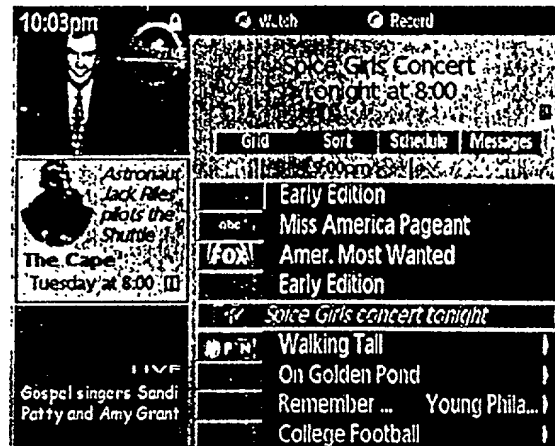 10:03pm
Watch
Record
Spice Girls Concert
Tonight at 8:00
Grid
Sort
Schedule
Messages
Astronaut
Jack Riles
pilots the
Shuttle
The Cape
Tuesday at 8:00
Early Edition
abc
Miss America Pageant
FOX
Amer. Most Wanted
Early Edition
Spice Girls concert tonight
Walking Tall
On Golden Pond
Remember ... Young Phila...
College Football
LIVE
Gospel singers Sandi
Patty and Amy Grant